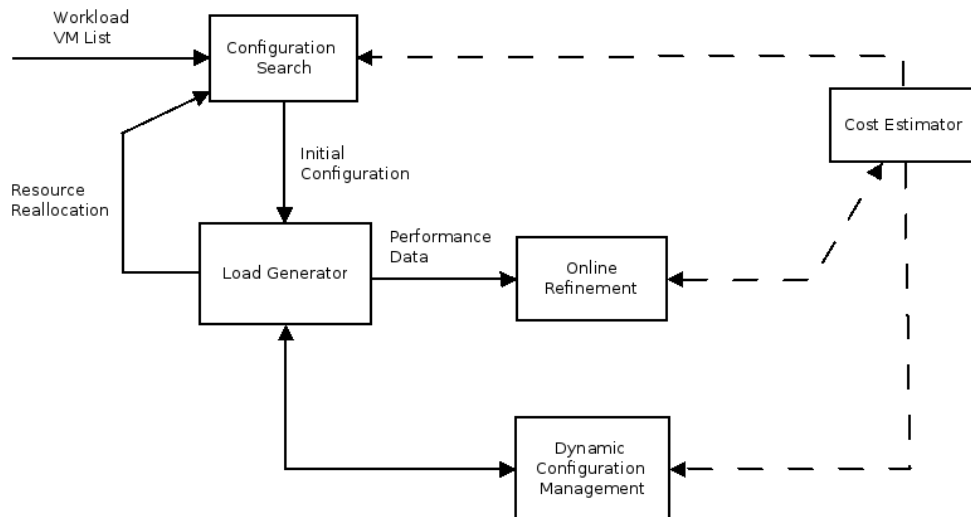 Workload
VM List
Configuration
Search
Cost Estimator
Initial
Configuration
Resource
Reallocation
Load Generator
Performance
Data
Online
Refinement
Dynamic
Configuration
Management